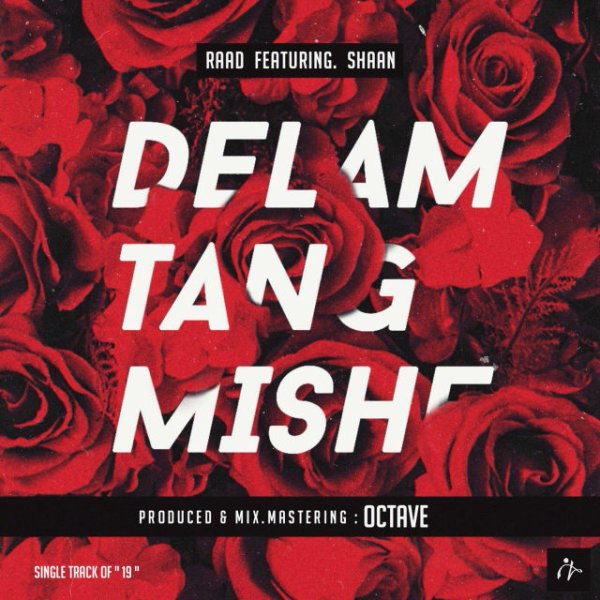 RAAD FEATURING. SHAAN
DELAM
TANG
MISHE
PRODUCED & MIX.MASTERING : OCTAVE
SINGLE TRACK OF "19"